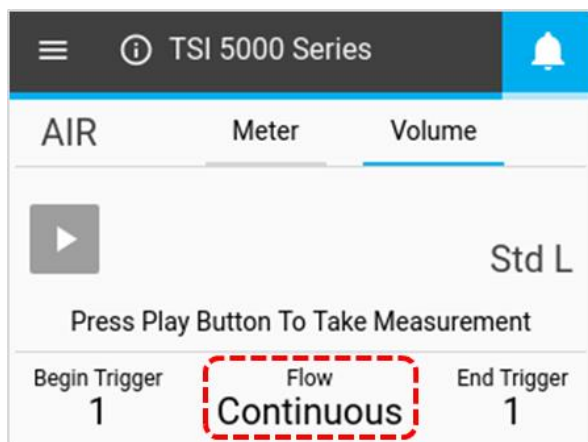 TSI 5000 Series
AIR Meter Volume
Std L
Press Play Button To Take Measurement
Begin Trigger Flow End Trigger
1 Continuous 1